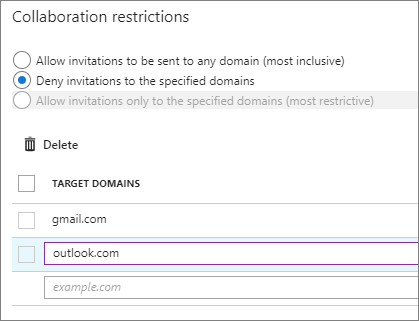 Collaboration restrictions
Allow invitations to be sent to any domain (most inclusive)
Deny invitations to the specified domains
Allow invitations only to the specified domains (most restrictive)
Delete
TARGET DOMAINS
gmail.com
outlook.com
example.com